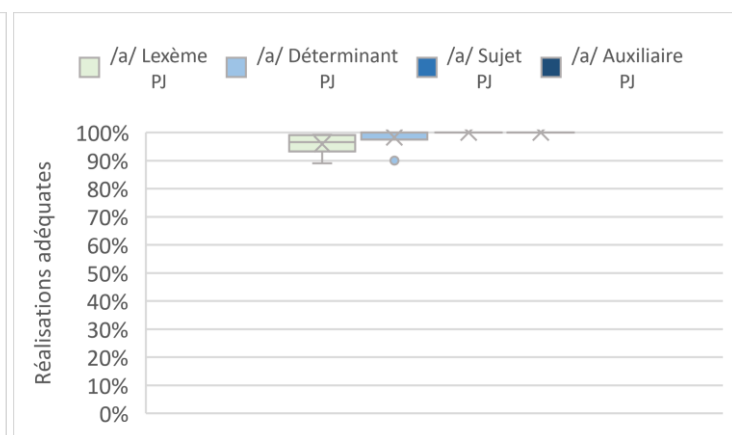 /a/ Lexème PJ
/a/ Déterminant PJ
/a/ Sujet PJ
/a/ Auxiliaire PJ
Réalisations adéquates
100%
90%
80%
70%
60%
50%
40%
30%
20%
10%
0%